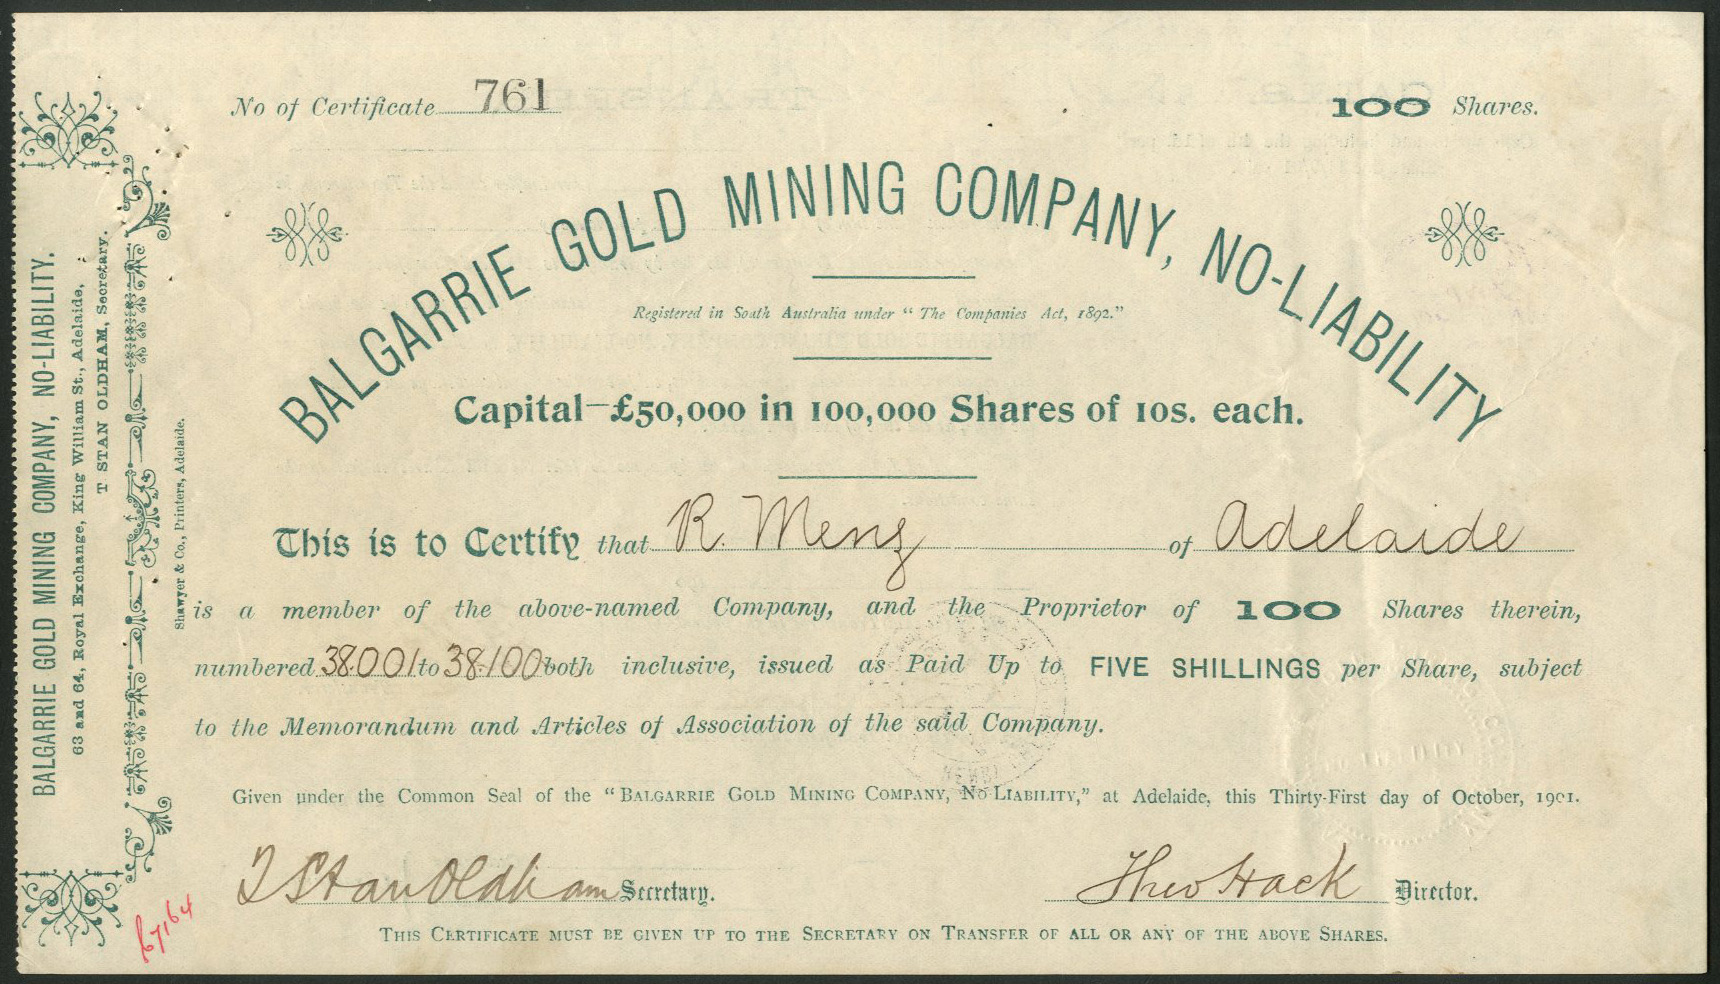 BALGARRIE GOLD MINING COMPANY, NO-LIABILITY.
63 and 64, Royal Exchange, King William St., Adelaide,
T STAN OLDHAM, Secretary.
Shawyer & Co., Printers, Adelaide.
No of Certificate 761
100 Shares.
BALGARRIE GOLD MINING COMPANY, NO-LIABILITY
Registered in South Australia under “ The Companies Act, 1892.”
Capital—£50,000 in 100,000 Shares of 10s. each.
This is to Certify that R. Menz of Adelaide
is a member of the above-named Company, and the Proprietor of 100 Shares therein,
numbered 38001 to 38100 both inclusive, issued as Paid Up to FIVE SHILLINGS per Share, subject
to the Memorandum and Articles of Association of the said Company.
Given under the Common Seal of the “BALGARRIE GOLD MINING COMPANY, NO LIABILITY,” at Adelaide, this Thirty-First day of October, 1901.
T Stan Oldham Secretary.
Theo Hack Director.
THIS CERTIFICATE MUST BE GIVEN UP TO THE SECRETARY ON TRANSFER OF ALL OR ANY OF THE ABOVE SHARES.